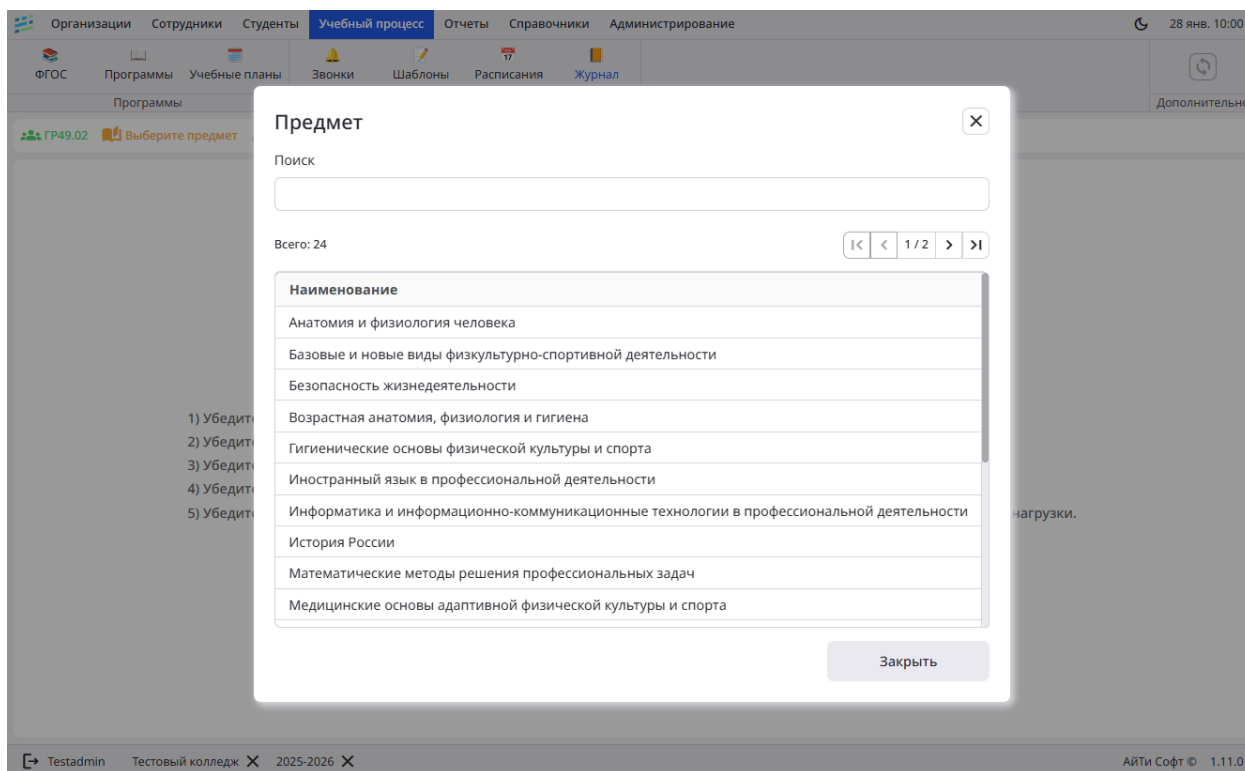 Организации Сотрудники Студенты Учебный процесс Отчеты Справочники Администрирование 28 янв. 10:00
ФГОС Программы Учебные планы Звонки Шаблоны Расписания Журнал
Программы Дополнительно
ГР49.02 Выберите предмет
Предмет
Поиск
Всего: 24 1 / 2
Наименование
Анатомия и физиология человека
Базовые и новые виды физкультурно-спортивной деятельности
Безопасность жизнедеятельности
Возрастная анатомия, физиология и гигиена
Гигиенические основы физической культуры и спорта
Иностранный язык в профессиональной деятельности
Информатика и информационно-коммуникационные технологии в профессиональной деятельности
История России
Математические методы решения профессиональных задач
Медицинские основы адаптивной физической культуры и спорта
Закрыть
1) Убедит
2) Убедит
3) Убедит
4) Убедит
5) Убедит нагрузки.
Testadmin Тестовый колледж 2025-2026 АйТи Софт © 1.11.0